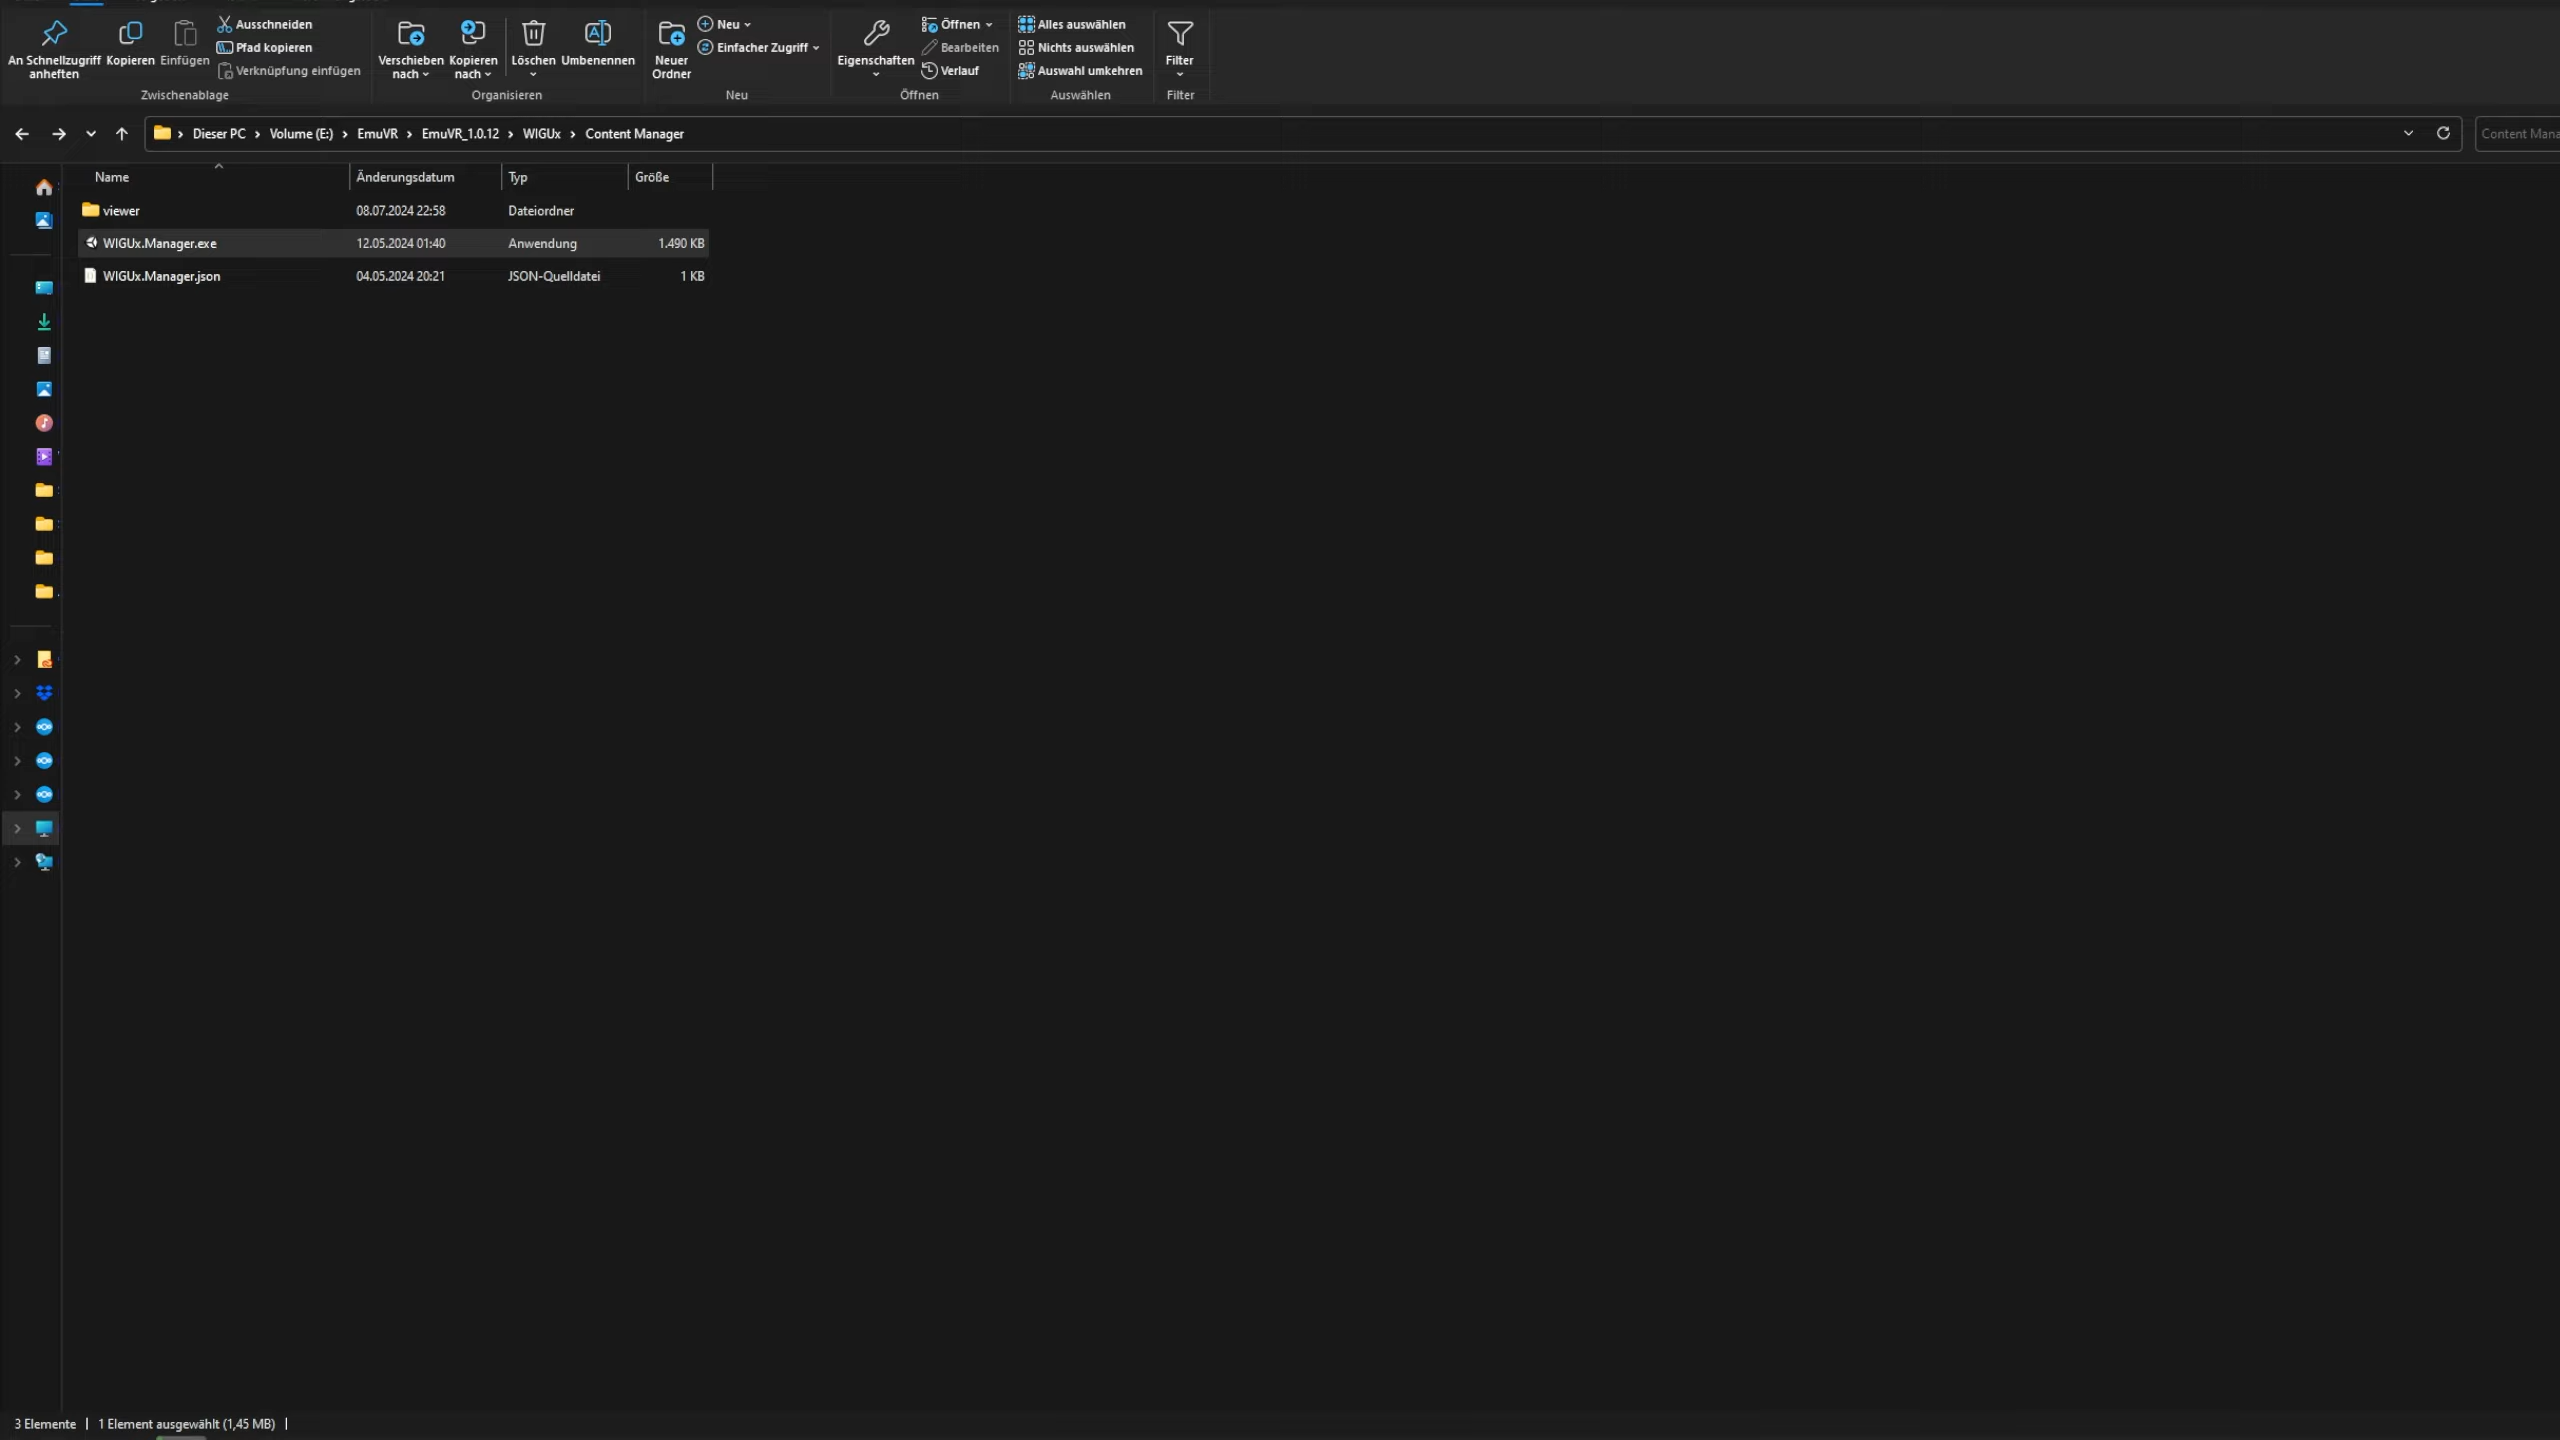 Ausschneiden
Pfad kopieren
Verknüpfung einfügen
An Schnellzugriff
anheften
Kopieren
Einfügen
Zwischenablage
Verschieben
nach
Kopieren
nach
Löschen
Umbenennen
Organisieren
Neuer
Ordner
Neu
Einfacher Zugriff
Neu
Eigenschaften
Öffnen
Bearbeiten
Verlauf
Öffnen
Alles auswählen
Nichts auswählen
Auswahl umkehren
Auswählen
Filter
Filter
Dieser PC › Volume (E:) › EmuVR › EmuVR_1.0.12 › WIGUx › Content Manager
Content Mana
Name Änderungsdatum Typ Größe
viewer 08.07.2024 22:58 Dateiordner
WIGUx.Manager.exe 12.05.2024 01:40 Anwendung 1.490 KB
WIGUx.Manager.json 04.05.2024 20:21 JSON-Quelldatei 1 KB
3 Elemente | 1 Element ausgewählt (1,45 MB) |